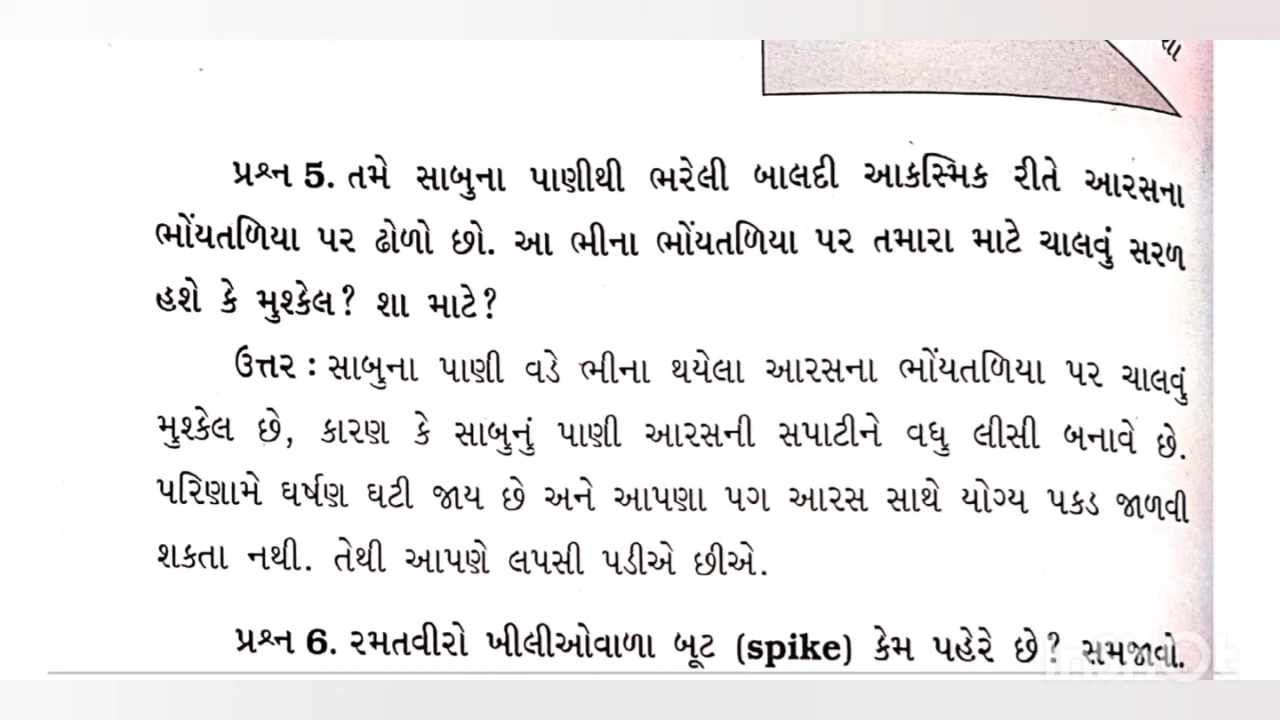 પ્રશ્ન 5. તમે સાબુના પાણીથી ભરેલી બાલદી આકસ્મિક રીતે આરસના
ભોંયતળિયા પર ઢોળો છો. આ ભીના ભોંયતળિયા પર તમારા માટે ચાલવું સરળ
હશે કે મુશ્કેલ? શા માટે?
ઉત્તર : સાબુના પાણી વડે ભીના થયેલા આરસના ભોંયતળિયા પર ચાલવું
મુશ્કેલ છે, કારણ કે સાબુનું પાણી આરસની સપાટીને વધુ લીસી બનાવે છે.
પરિણામે ઘર્ષણ ઘટી જાય છે અને આપણા પગ આરસ સાથે યોગ્ય પકડ જાળવી
શકતા નથી. તેથી આપણે લપસી પડીએ છીએ.
પ્રશ્ન 6. રમતવીરો ખીલીઓવાળા બૂટ (spike) કેમ પહેરે છે? સમજાવો.
InShot